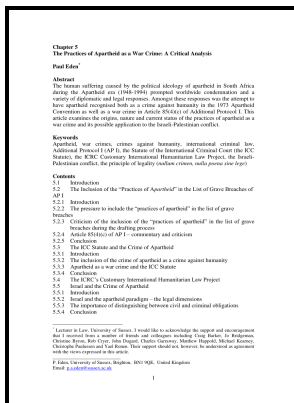 Chapter 5
The Practices of Apartheid as a War Crime: A Critical Analysis
Paul Eden*
Abstract
The human suffering caused by the political ideology of apartheid in South Africa
during the Apartheid era (1948-1994) prompted worldwide condemnation and a
variety of diplomatic and legal responses. Amongst these responses was the attempt to
have apartheid recognised both as a crime against humanity in the 1973 Apartheid
Convention as well as a war crime in Article 85(4)(c) of Additional Protocol I. This
article examines the origins, nature and current status of the practices of apartheid as a
war crime and its possible application to the Israeli-Palestinian conflict.
Keywords
Apartheid, war crimes, crimes against humanity, international criminal law,
Additional Protocol I (AP I), the Statute of the International Criminal Court (the ICC
Statute), the ICRC Customary International Humanitarian Law Project, the Israeli-
Palestinian conflict, the principle of legality (nullum crimen, nulla poena sine lege)
Contents
5.1 Introduction
5.2 The Inclusion of the "Practices of Apartheid" in the List of Grave Breaches of
AP I
5.2.1 Introduction
5.2.2 The pressure to include "practices of apartheid" in the list of grave
breaches
5.2.3 Criticism of the inclusion of the "practices of apartheid" in the list of grave
breaches during the drafting process
5.2.4 Article 85(4)(c) of AP I – commentary and criticism
5.2.5 Conclusion
5.3 The ICC Statute and the Crime of Apartheid
5.3.1 Introduction
5.3.2 The inclusion of the crime of apartheid as a crime against humanity
5.3.3 Apartheid as a war crime and the ICC Statute
5.3.4 Conclusion
5.4 The ICRC's Customary International Humanitarian Law Project
5.5 Israel and the Crime of Apartheid
5.5.1 Introduction
5.5.2 Israel and the apartheid paradigm – the legal dimensions
5.5.3 The importance of distinguishing between civil and criminal obligations
5.5.4 Conclusion
* Lecturer in Law, University of Sussex. I would like to acknowledge the support and encouragement
that I received from a number of friends and colleagues including Craig Barker, Jo Bridgeman,
Christine Byron, Rob Cryer, John Dugard, Charles Garraway, Matthew Happold, Michael Kearney,
Christophe Paulussen and Yaël Ronen. Their support should not, however, be understood as agreement
with the views expressed in this article.
P. Eden, University of Sussex, Brighton. BN1 9QE, United Kingdom
Email: p.a.eden@sussex.ac.uk
1